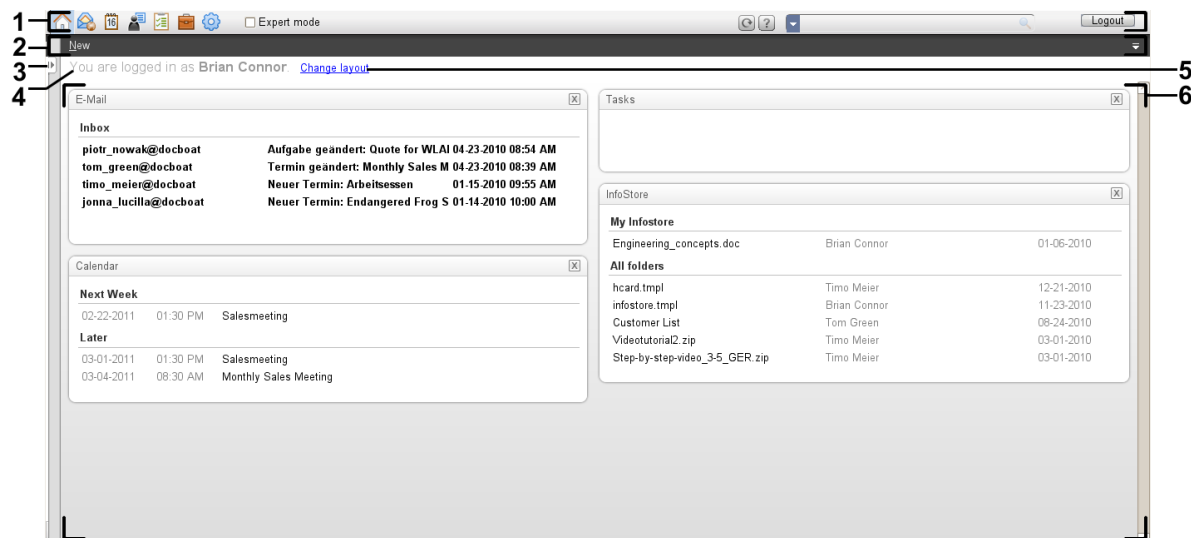 1
16
Expert mode
?
Logout
2
New
3
You are logged in as Brian Connor. Change layout
5
4
6
E-Mail X
Inbox
piotr_nowak@docboat Aufgabe geändert: Quote for WLAI 04-23-2010 08:54 AM
tom_green@docboat Termin geändert: Monthly Sales M 04-23-2010 08:39 AM
timo_meier@docboat Neuer Termin: Arbeitsessen 01-15-2010 09:55 AM
jonna_lucilla@docboat Neuer Termin: Endangered Frog S 01-14-2010 10:00 AM
Calendar X
Next Week
02-22-2011 01:30 PM Salesmeeting
Later
03-01-2011 01:30 PM Salesmeeting
03-04-2011 08:30 AM Monthly Sales Meeting
Tasks X
InfoStore X
My Infostore
Engineering_concepts.doc Brian Connor 01-06-2010
All folders
hcard.tmpl Timo Meier 12-21-2010
infostore.tmpl Brian Connor 11-23-2010
Customer List Tom Green 08-24-2010
Videotutorial2.zip Timo Meier 03-01-2010
Step-by-step-video_3-5_GER.zip Timo Meier 03-01-2010